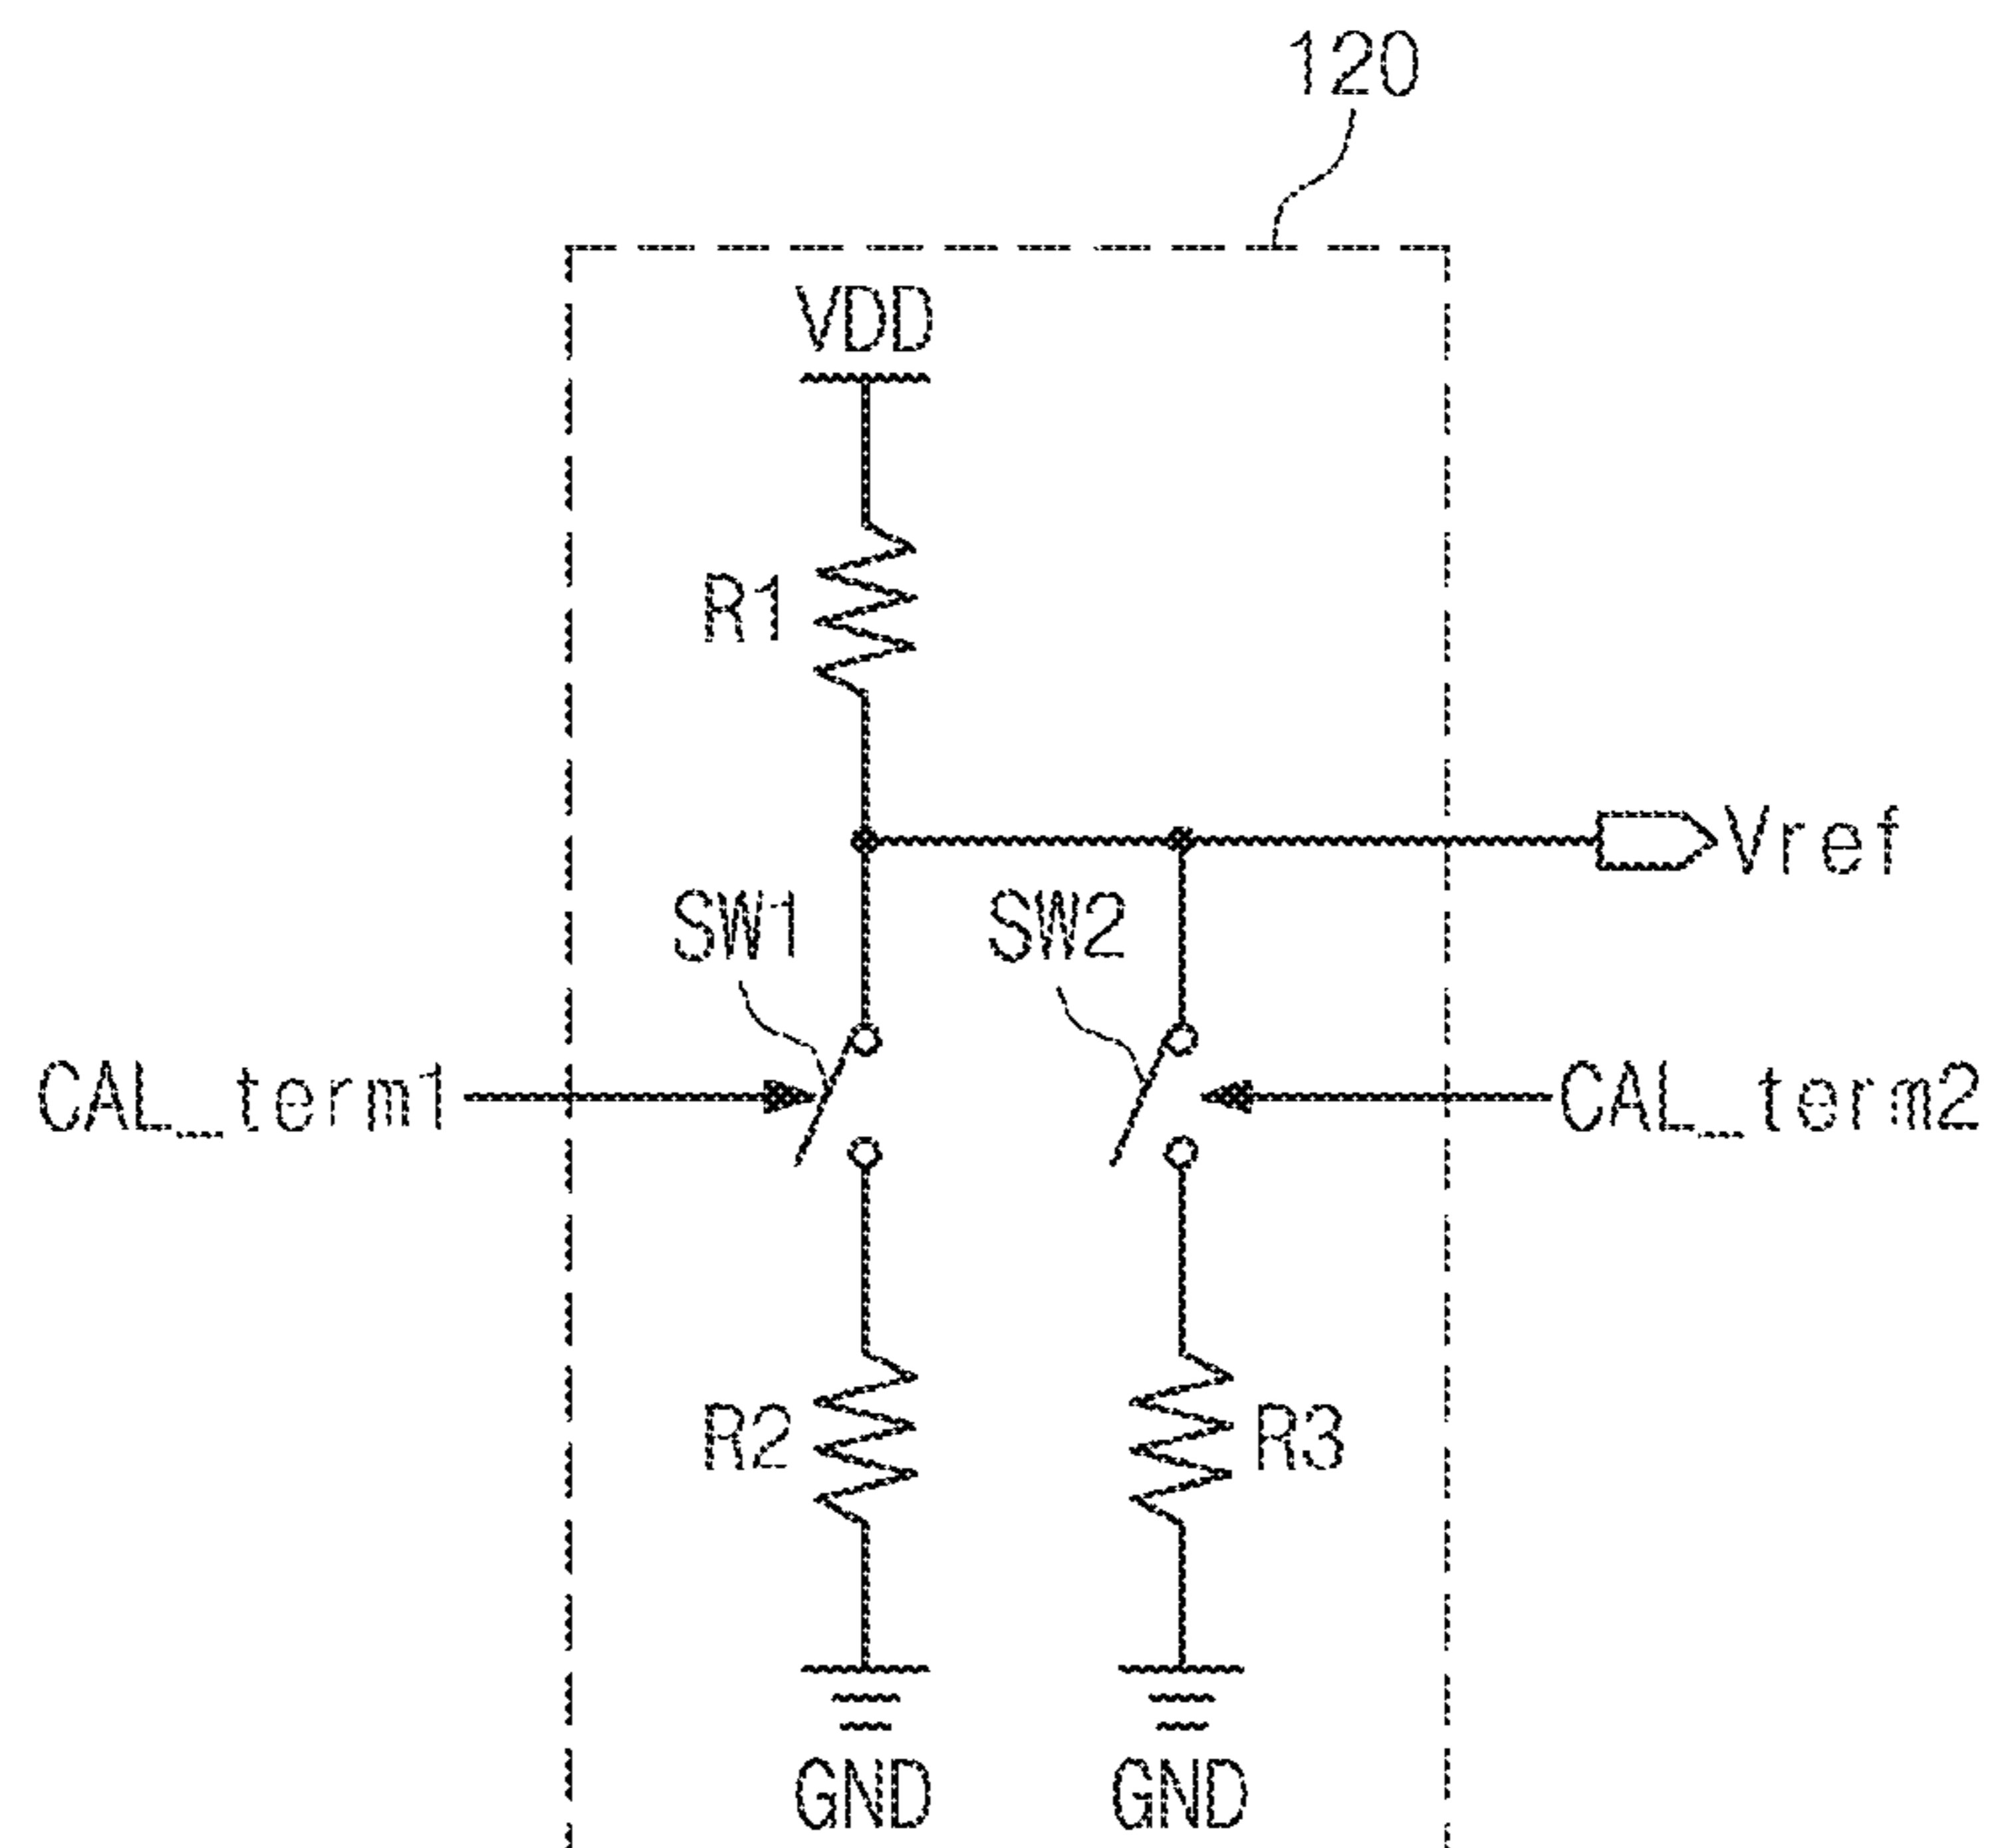 120
VDD
R1
Vref
SW1
SW2
CAL_term1
CAL_term2
R2
R3
GND
GND